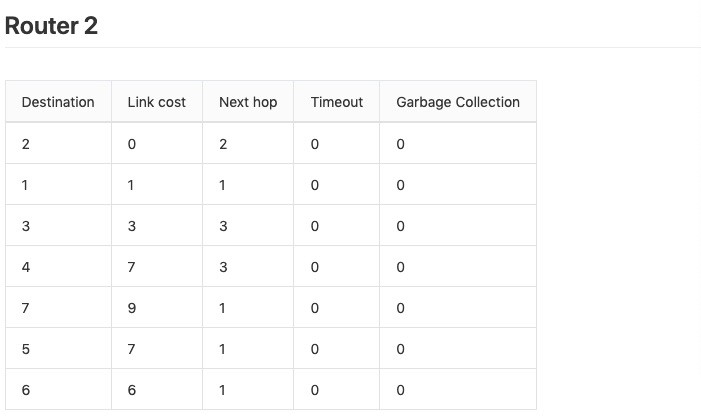 Router 2
Destination Link cost Next hop Timeout Garbage Collection
2 0 2 0 0
1 1 1 0 0
3 3 3 0 0
4 7 3 0 0
7 9 1 0 0
5 7 1 0 0
6 6 1 0 0